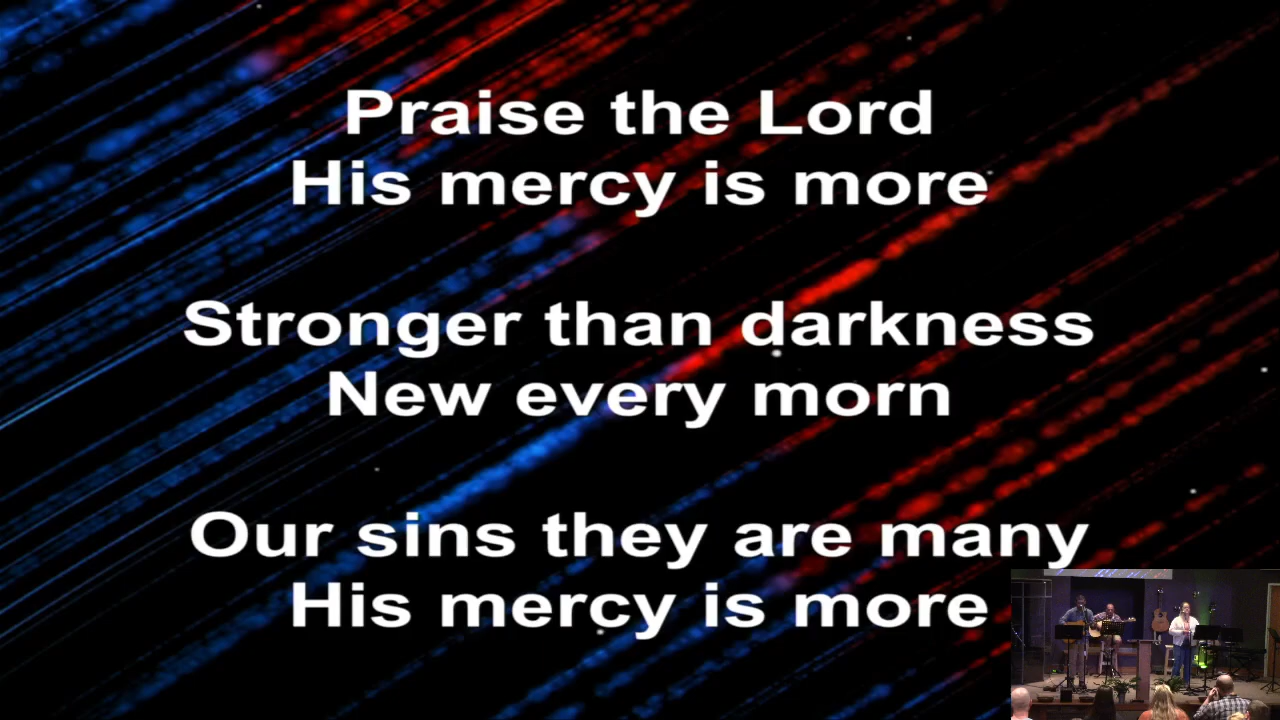 Praise the Lord
His mercy is more
Stronger than darkness
New every morn
Our sins they are many
His mercy is more